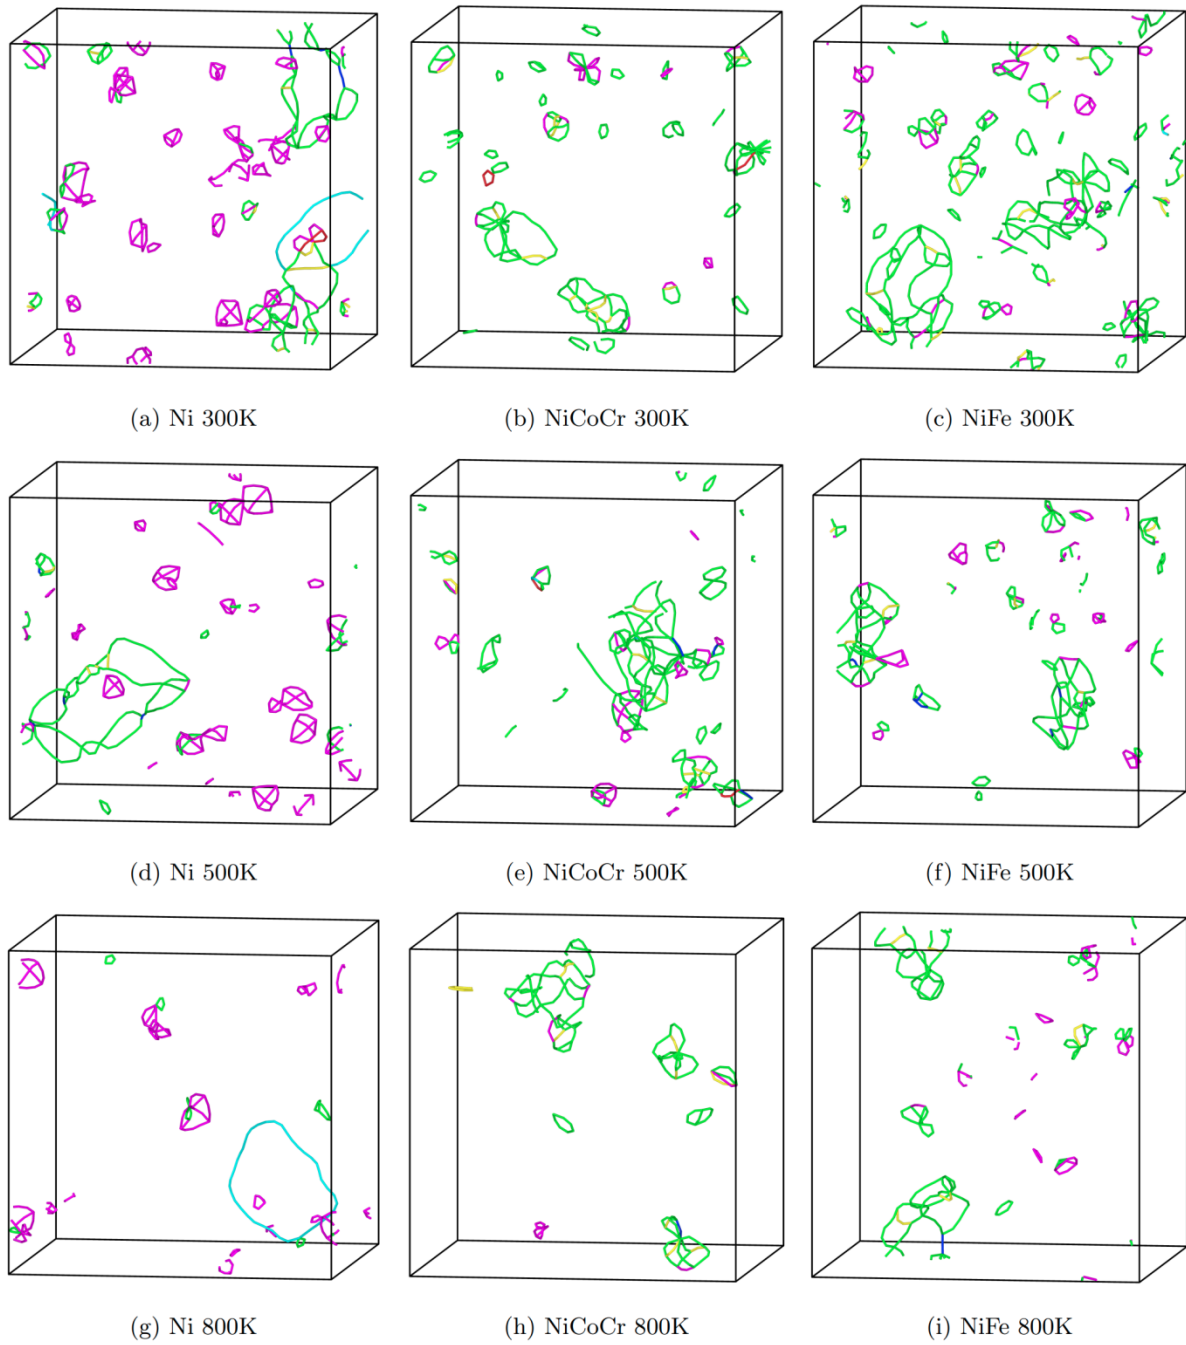 (a) Ni 300K
(b) NiCoCr 300K
(c) NiFe 300K
(d) Ni 500K
(e) NiCoCr 500K
(f) NiFe 500K
(g) Ni 800K
(h) NiCoCr 800K
(i) NiFe 800K